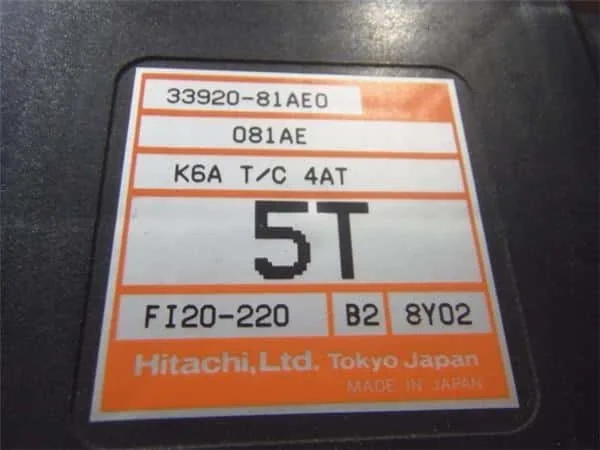 33920-81AE0
081AE
K6A T/C 4AT
5T
FI20-220 B2 8Y02
Hitachi, Ltd. Tokyo Japan
MADE IN JAPAN